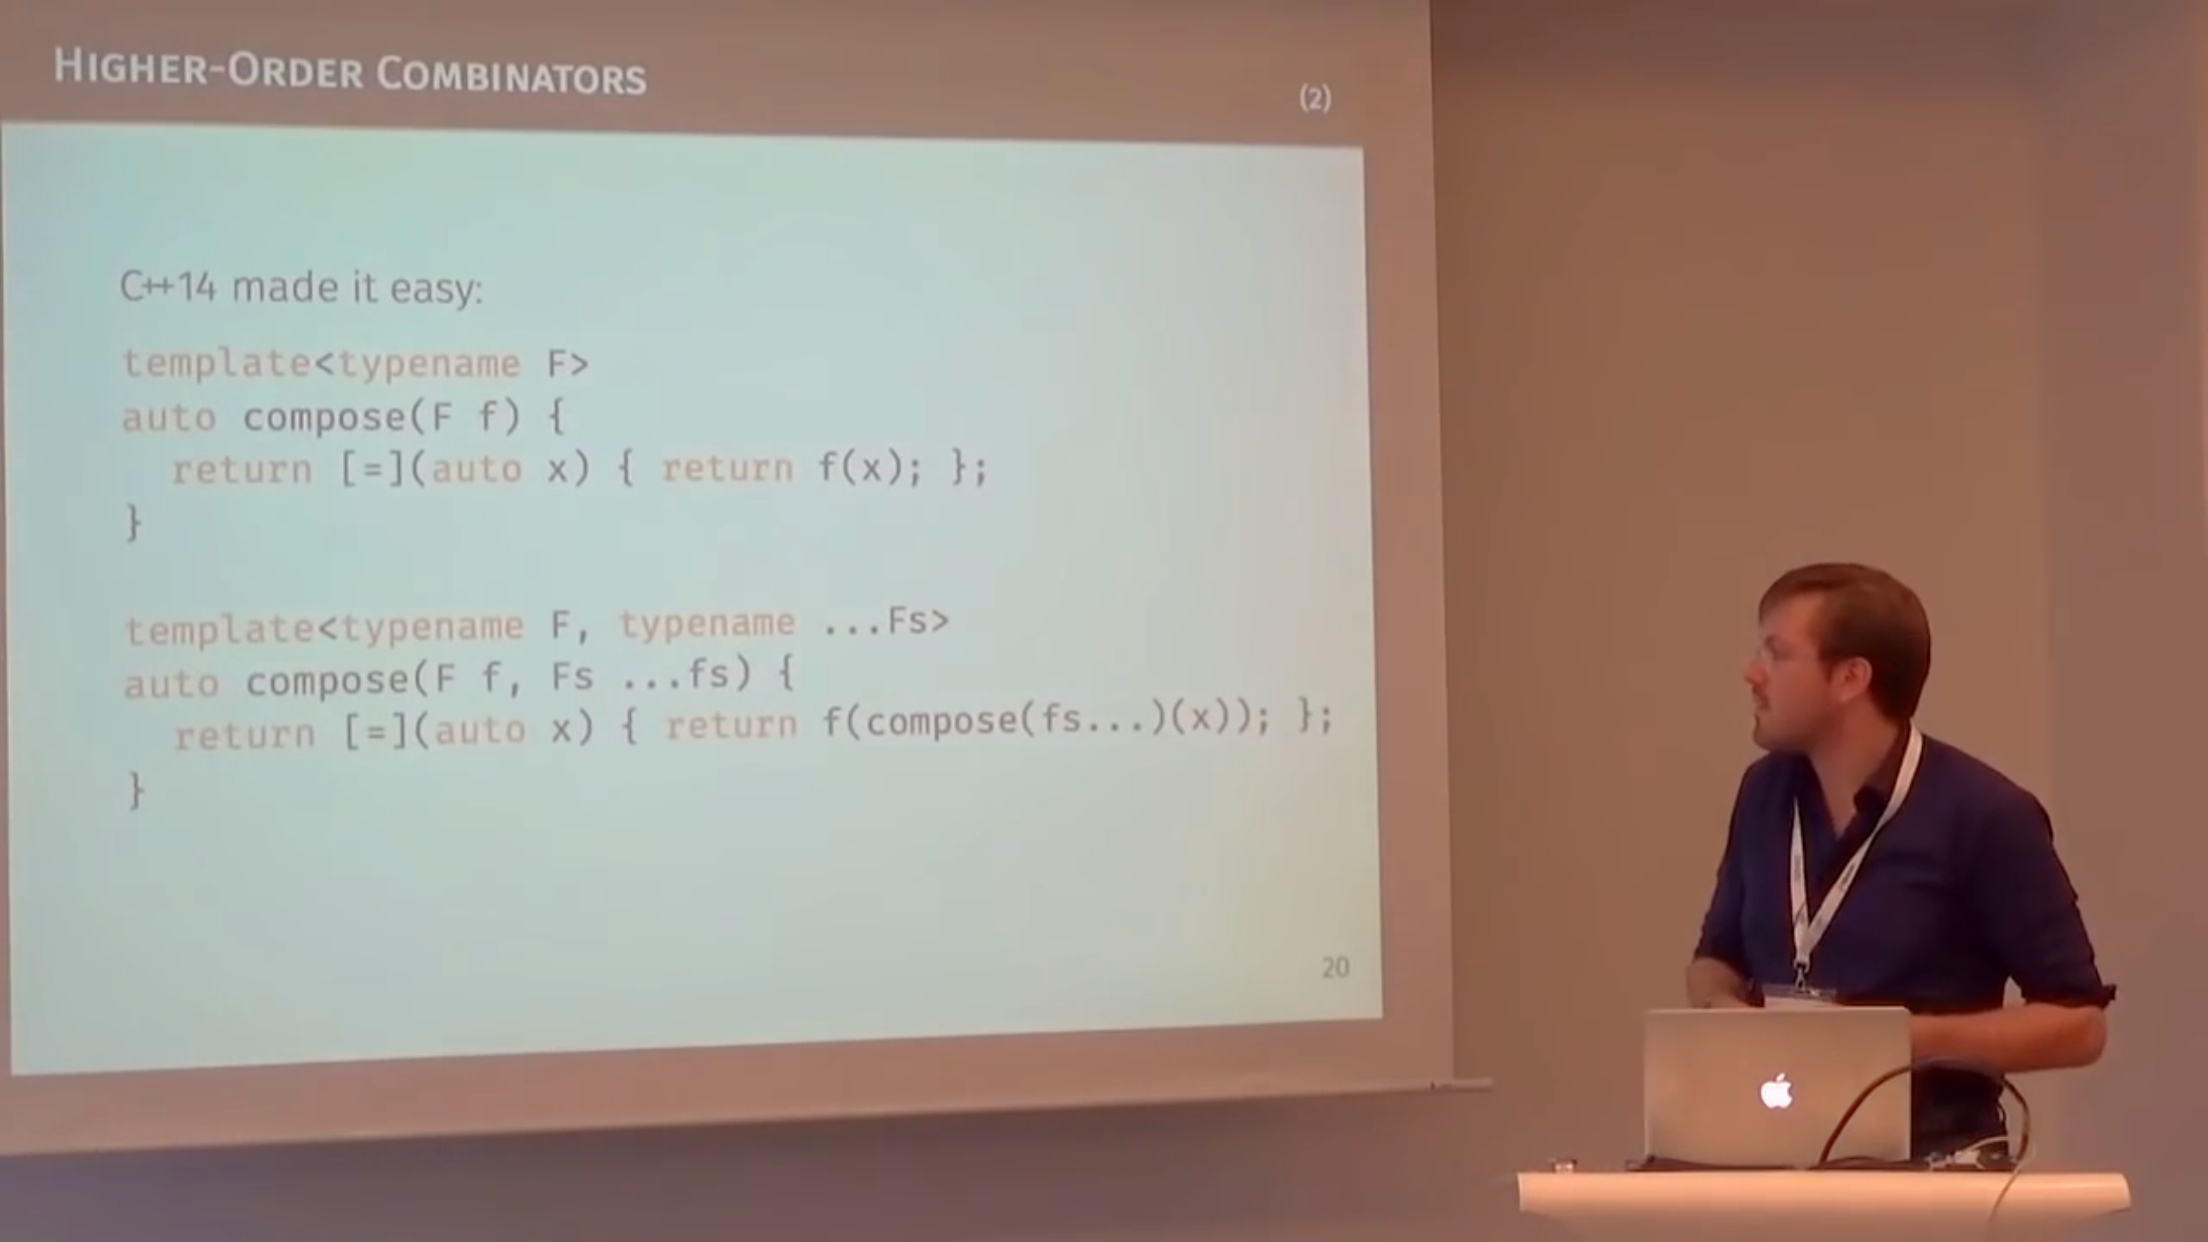 HIGHER-ORDER COMBINATORS
(2)
C++14 made it easy:
template<typename F>
auto compose(F f) {
  return [=](auto x) { return f(x); };
}
template<typename F, typename ...Fs>
auto compose(F f, Fs ...fs) {
  return [=](auto x) { return f(compose(fs...)(x)); };
}
20